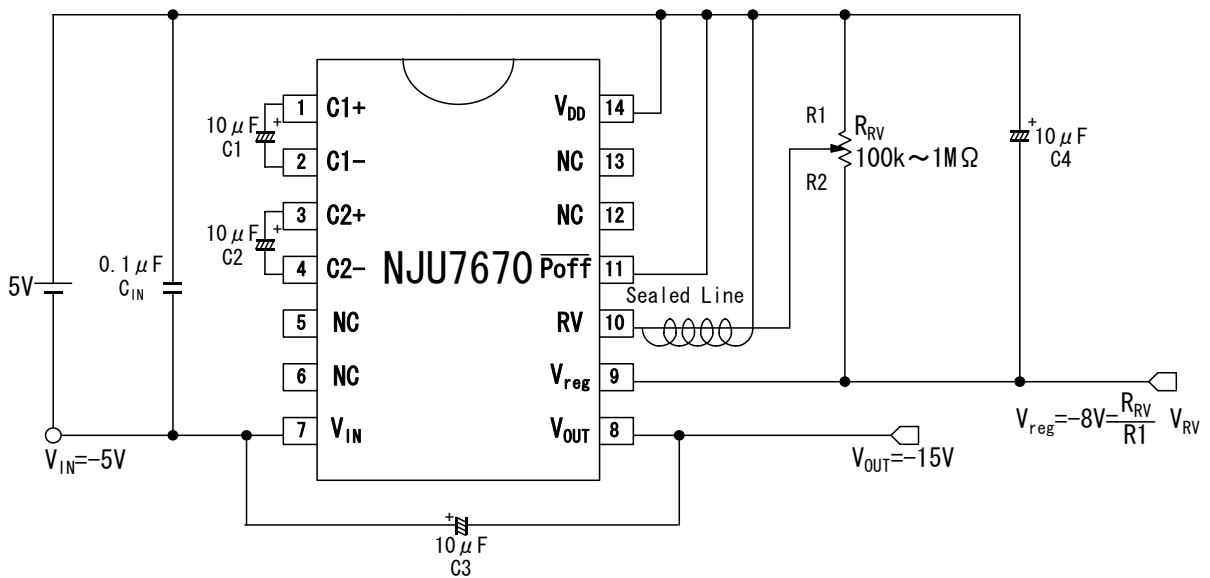 1 C1+
10μF +
C1
2 C1-
3 C2+
10μF +
C2
4 C2-
5 NC
6 NC
7 V_IN
NJU7670
V_DD 14
NC 13
NC 12
P̅o̅f̅f̅ 11
RV 10
V_reg 9
V_OUT 8
5V
0.1μF
C_IN
V_IN=-5V
+
10μF
C3
Sealed Line
R1
R_RV
100k~1MΩ
R2
+
10μF
C4
V_reg=-8V=R_RV/R1 V_RV
V_OUT=-15V